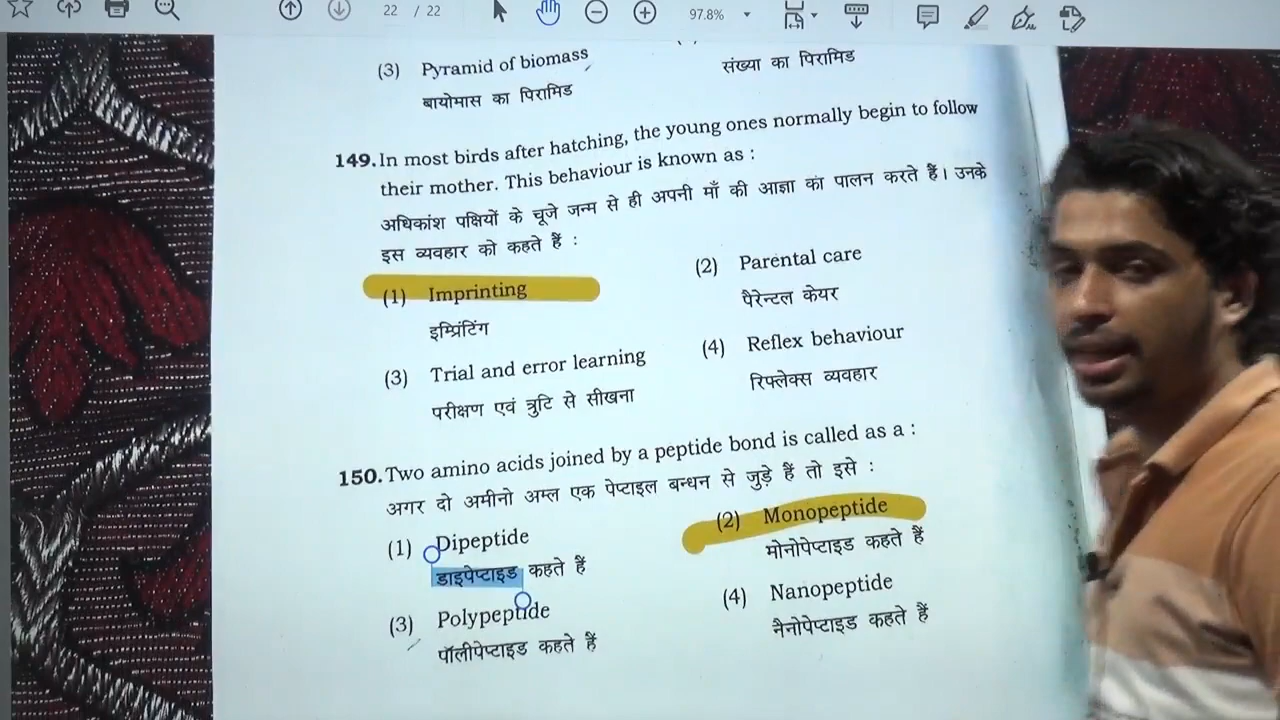 22 / 22
97.8%
(3) Pyramid of biomass
बायोमास का पिरामिड
संख्या का पिरामिड
149. In most birds after hatching, the young ones normally begin to follow
their mother. This behaviour is known as :
अधिकांश पक्षियों के चूजे जन्म से ही अपनी माँ की आज्ञा का पालन करते हैं। उनके
इस व्यवहार को कहते हैं :
(1) Imprinting
इम्प्रिंटिंग
(2) Parental care
पैरेन्टल केयर
(3) Trial and error learning
परीक्षण एवं त्रुटि से सीखना
(4) Reflex behaviour
रिफ्लेक्स व्यवहार
150. Two amino acids joined by a peptide bond is called as a :
अगर दो अमीनो अम्ल एक पेप्टाइल बन्धन से जुड़े हैं तो इसे :
(1) Dipeptide
डाइपेप्टाइड कहते हैं
(2) Monopeptide
मोनोपेप्टाइड कहते हैं
(3) Polypeptide
पॉलीपेप्टाइड कहते हैं
(4) Nanopeptide
नैनोपेप्टाइड कहते हैं